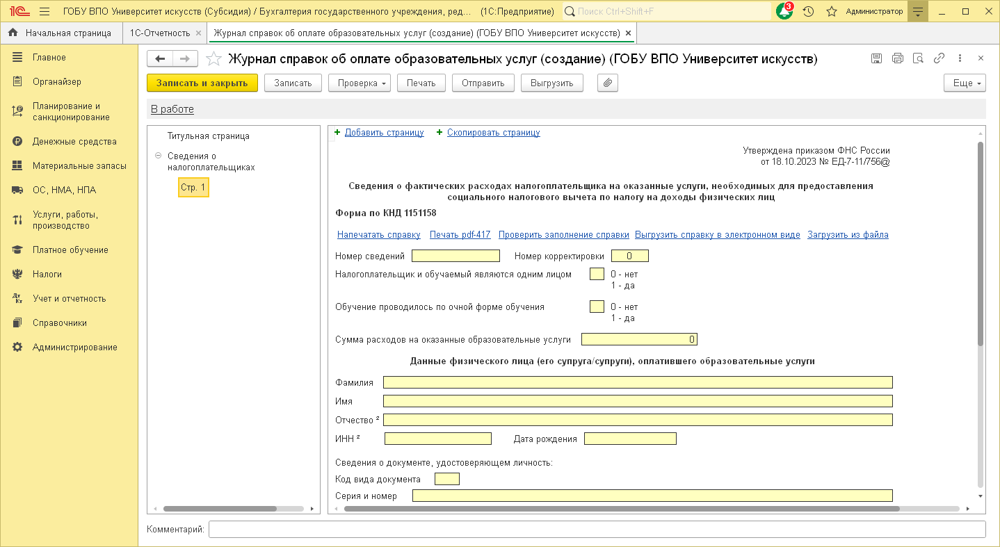 1С ГОБУ ВПО Университет искусств (Субсидия) / Бухгалтерия государственного учреждения, ред... (1С:Предприятие) Поиск Ctrl+Shift+F 3 Администратор
Начальная страница 1С-Отчетность Журнал справок об оплате образовательных услуг (создание) (ГОБУ ВПО Университет искусств)
Главное
Органайзер
Планирование и
санкционирование
Денежные средства
Материальные запасы
ОС, НМА, НПА
Услуги, работы,
производство
Платное обучение
Налоги
Учет и отчетность
Справочники
Администрирование
Журнал справок об оплате образовательных услуг (создание) (ГОБУ ВПО Университет искусств)
Записать и закрыть Записать Проверка Печать Отправить Выгрузить Еще
В работе
Титульная страница
Сведения о
налогоплательщиках
Стр. 1
Добавить страницу Скопировать страницу
Утверждена приказом ФНС России
от 18.10.2023 № ЕД-7-11/756@
Сведения о фактических расходах налогоплательщика на оказанные услуги, необходимых для предоставления
социального налогового вычета по налогу на доходы физических лиц
Форма по КНД 1151158
Напечатать справку Печать pdf-417 Проверить заполнение справки Выгрузить справку в электронном виде Загрузить из файла
Номер сведений Номер корректировки 0
Налогоплательщик и обучаемый являются одним лицом 0 - нет
1 - да
Обучение проводилось по очной форме обучения 0 - нет
1 - да
Сумма расходов на оказанные образовательные услуги 0
Данные физического лица (его супруга/супруги), оплатившего образовательные услуги
Фамилия
Имя
Отчество ²
ИНН ² Дата рождения
Сведения о документе, удостоверяющем личность:
Код вида документа
Серия и номер
Комментарий: